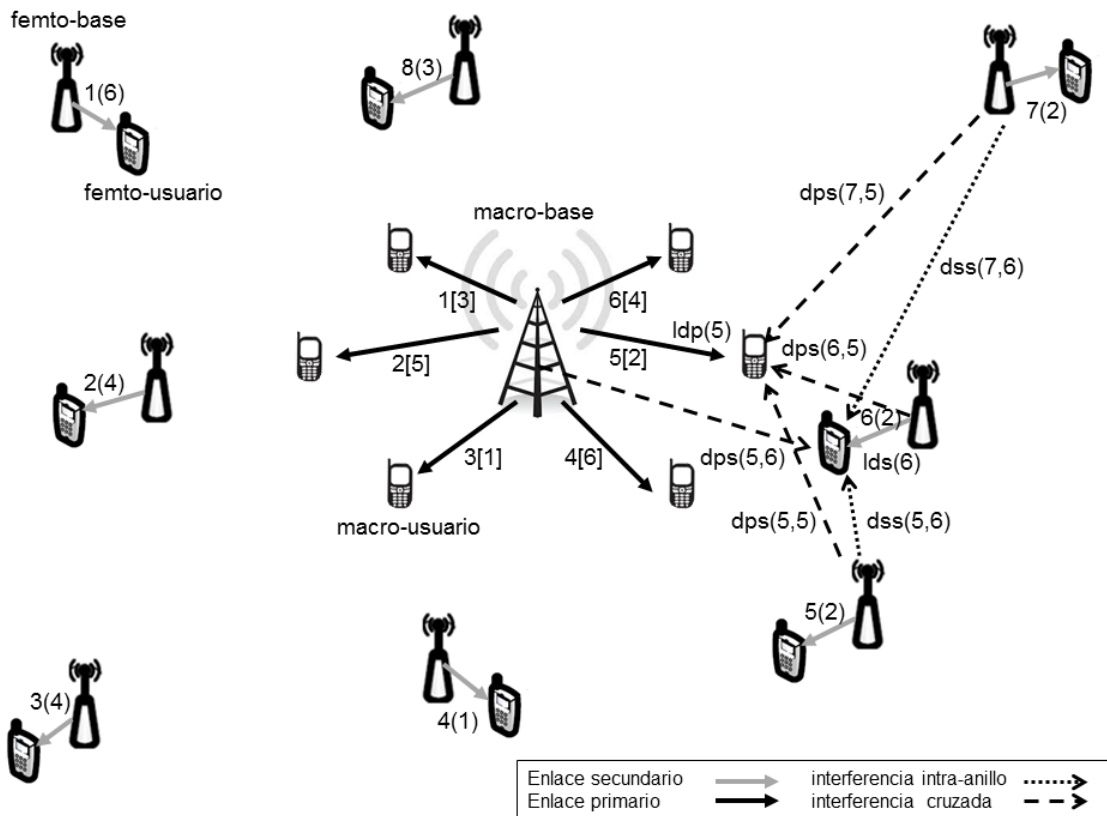 femto-base
1(6)
femto-usuario
8(3)
7(2)
macro-base
dps(7,5)
dss(7,6)
1[3]
6[4]
ldp(5)
2[5]
5[2]
dps(6,5)
2(4)
6(2)
lds(6)
3[1]
4[6]
dps(5,6)
macro-usuario
dps(5,5)
dss(5,6)
5(2)
3(4)
4(1)
Enlace secundario
interferencia intra-anillo
Enlace primario
interferencia cruzada